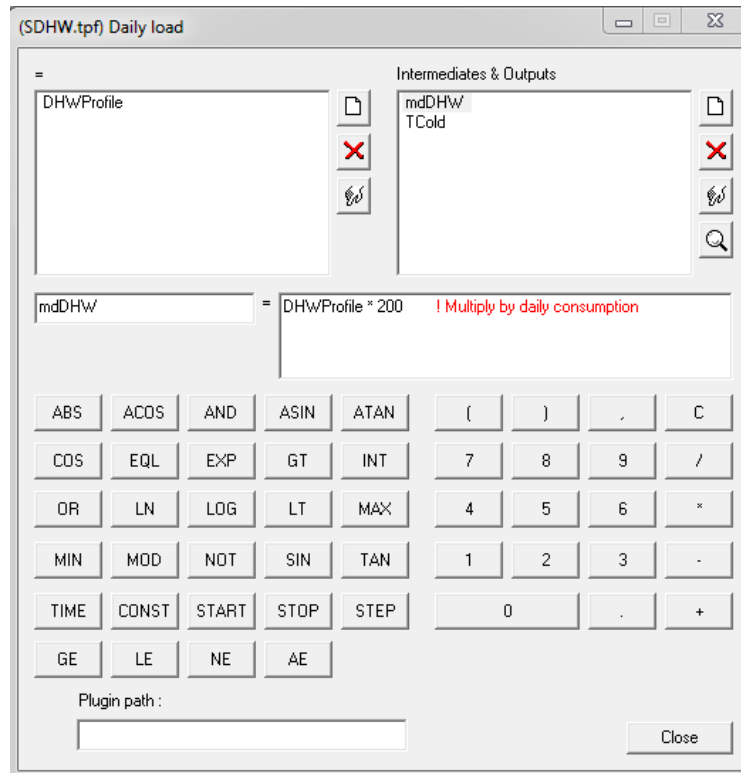 (SDHW.tpf) Daily load
= Intermediates & Outputs
DHWProfile
mdDHW
TCold
mdDHW = DHWProfile * 200 ! Multiply by daily consumption
ABS ACOS AND ASIN ATAN ( ) , C
COS EQL EXP GT INT 7 8 9 /
OR LN LOG LT MAX 4 5 6 *
MIN MOD NOT SIN TAN 1 2 3 -
TIME CONST START STOP STEP 0 . +
GE LE NE AE
Plugin path :
Close